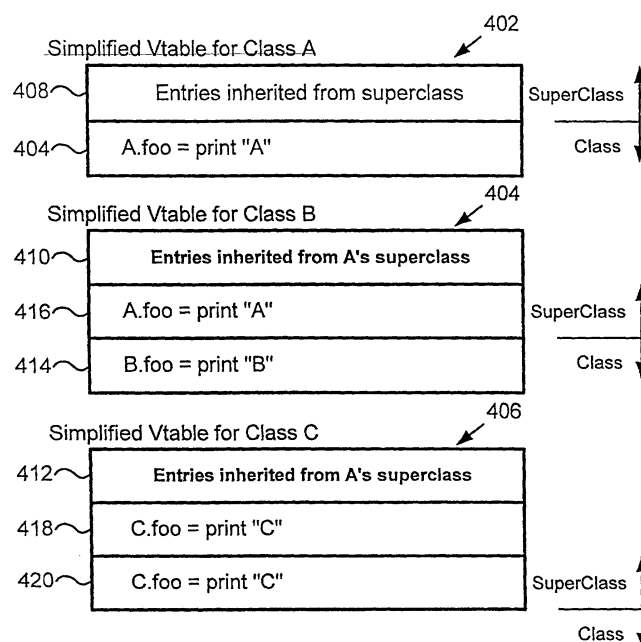 402
Simplified Vtable for Class A
408
Entries inherited from superclass
SuperClass
404
A.foo = print "A"
Class
Simplified Vtable for Class B
404
410
Entries inherited from A's superclass
416
A.foo = print "A"
SuperClass
414
B.foo = print "B"
Class
406
Simplified Vtable for Class C
412
Entries inherited from A's superclass
418
C.foo = print "C"
420
C.foo = print "C"
SuperClass
Class